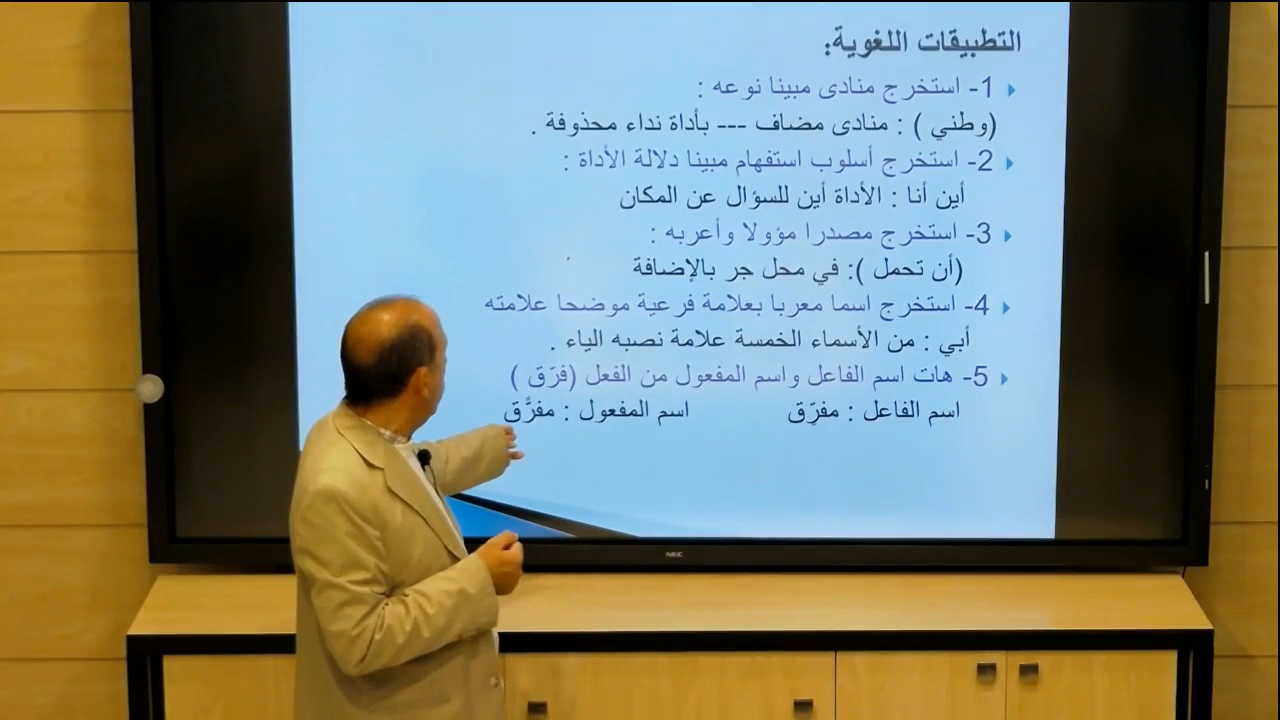 التطبيقات اللغوية:
1- استخرج منادى مبينا نوعه :
(وطني ) : منادى مضاف --- بأداة نداء محذوفة .
2- استخرج أسلوب استفهام مبينا دلالة الأداة :
أين أنا : الأداة أين للسؤال عن المكان
3- استخرج مصدرا مؤولا وأعربه :
(أن تحمل ): في محل جر بالإضافة
4- استخرج اسما معربا بعلامة فرعية موضحا علامته
أبي : من الأسماء الخمسة علامة نصبه الياء .
5- هات اسم الفاعل واسم المفعول من الفعل (فرّق )
اسم الفاعل : مفرِّق اسم المفعول : مفرَّق
NEC